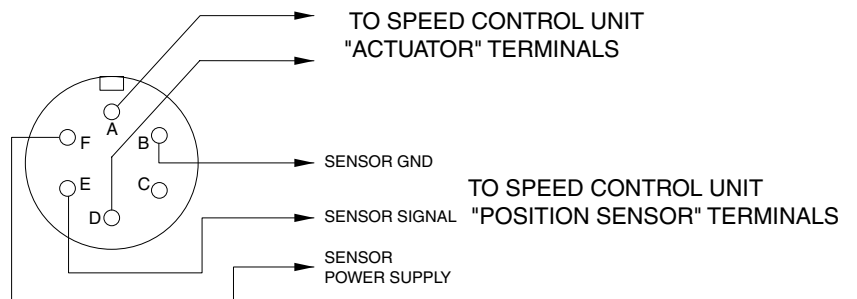 TO SPEED CONTROL UNIT
"ACTUATOR" TERMINALS
A
F
B
E
C
D
SENSOR GND
TO SPEED CONTROL UNIT
SENSOR SIGNAL
"POSITION SENSOR" TERMINALS
SENSOR
POWER SUPPLY